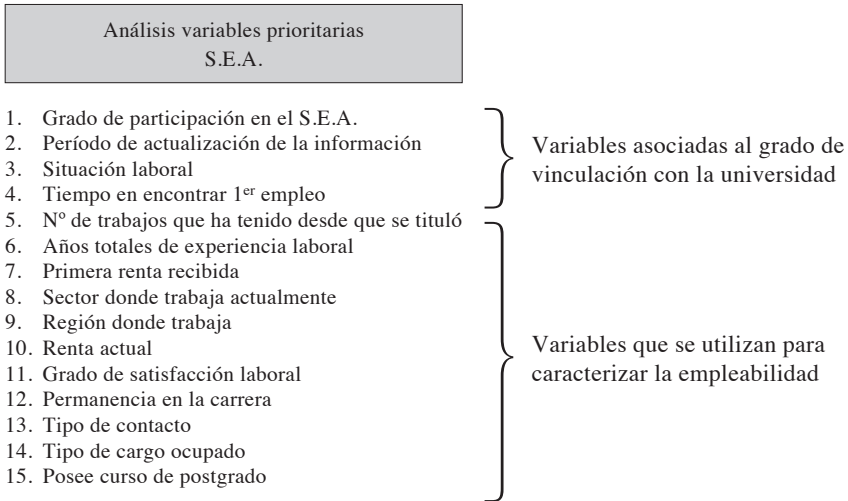 Análisis variables prioritarias
S.E.A.
1. Grado de participación en el S.E.A.
2. Período de actualización de la información
3. Situación laboral
4. Tiempo en encontrar 1er empleo
5. Nº de trabajos que ha tenido desde que se tituló
6. Años totales de experiencia laboral
7. Primera renta recibida
8. Sector donde trabaja actualmente
9. Región donde trabaja
10. Renta actual
11. Grado de satisfacción laboral
12. Permanencia en la carrera
13. Tipo de contacto
14. Tipo de cargo ocupado
15. Posee curso de postgrado
Variables asociadas al grado de
vinculación con la universidad
Variables que se utilizan para
caracterizar la empleabilidad